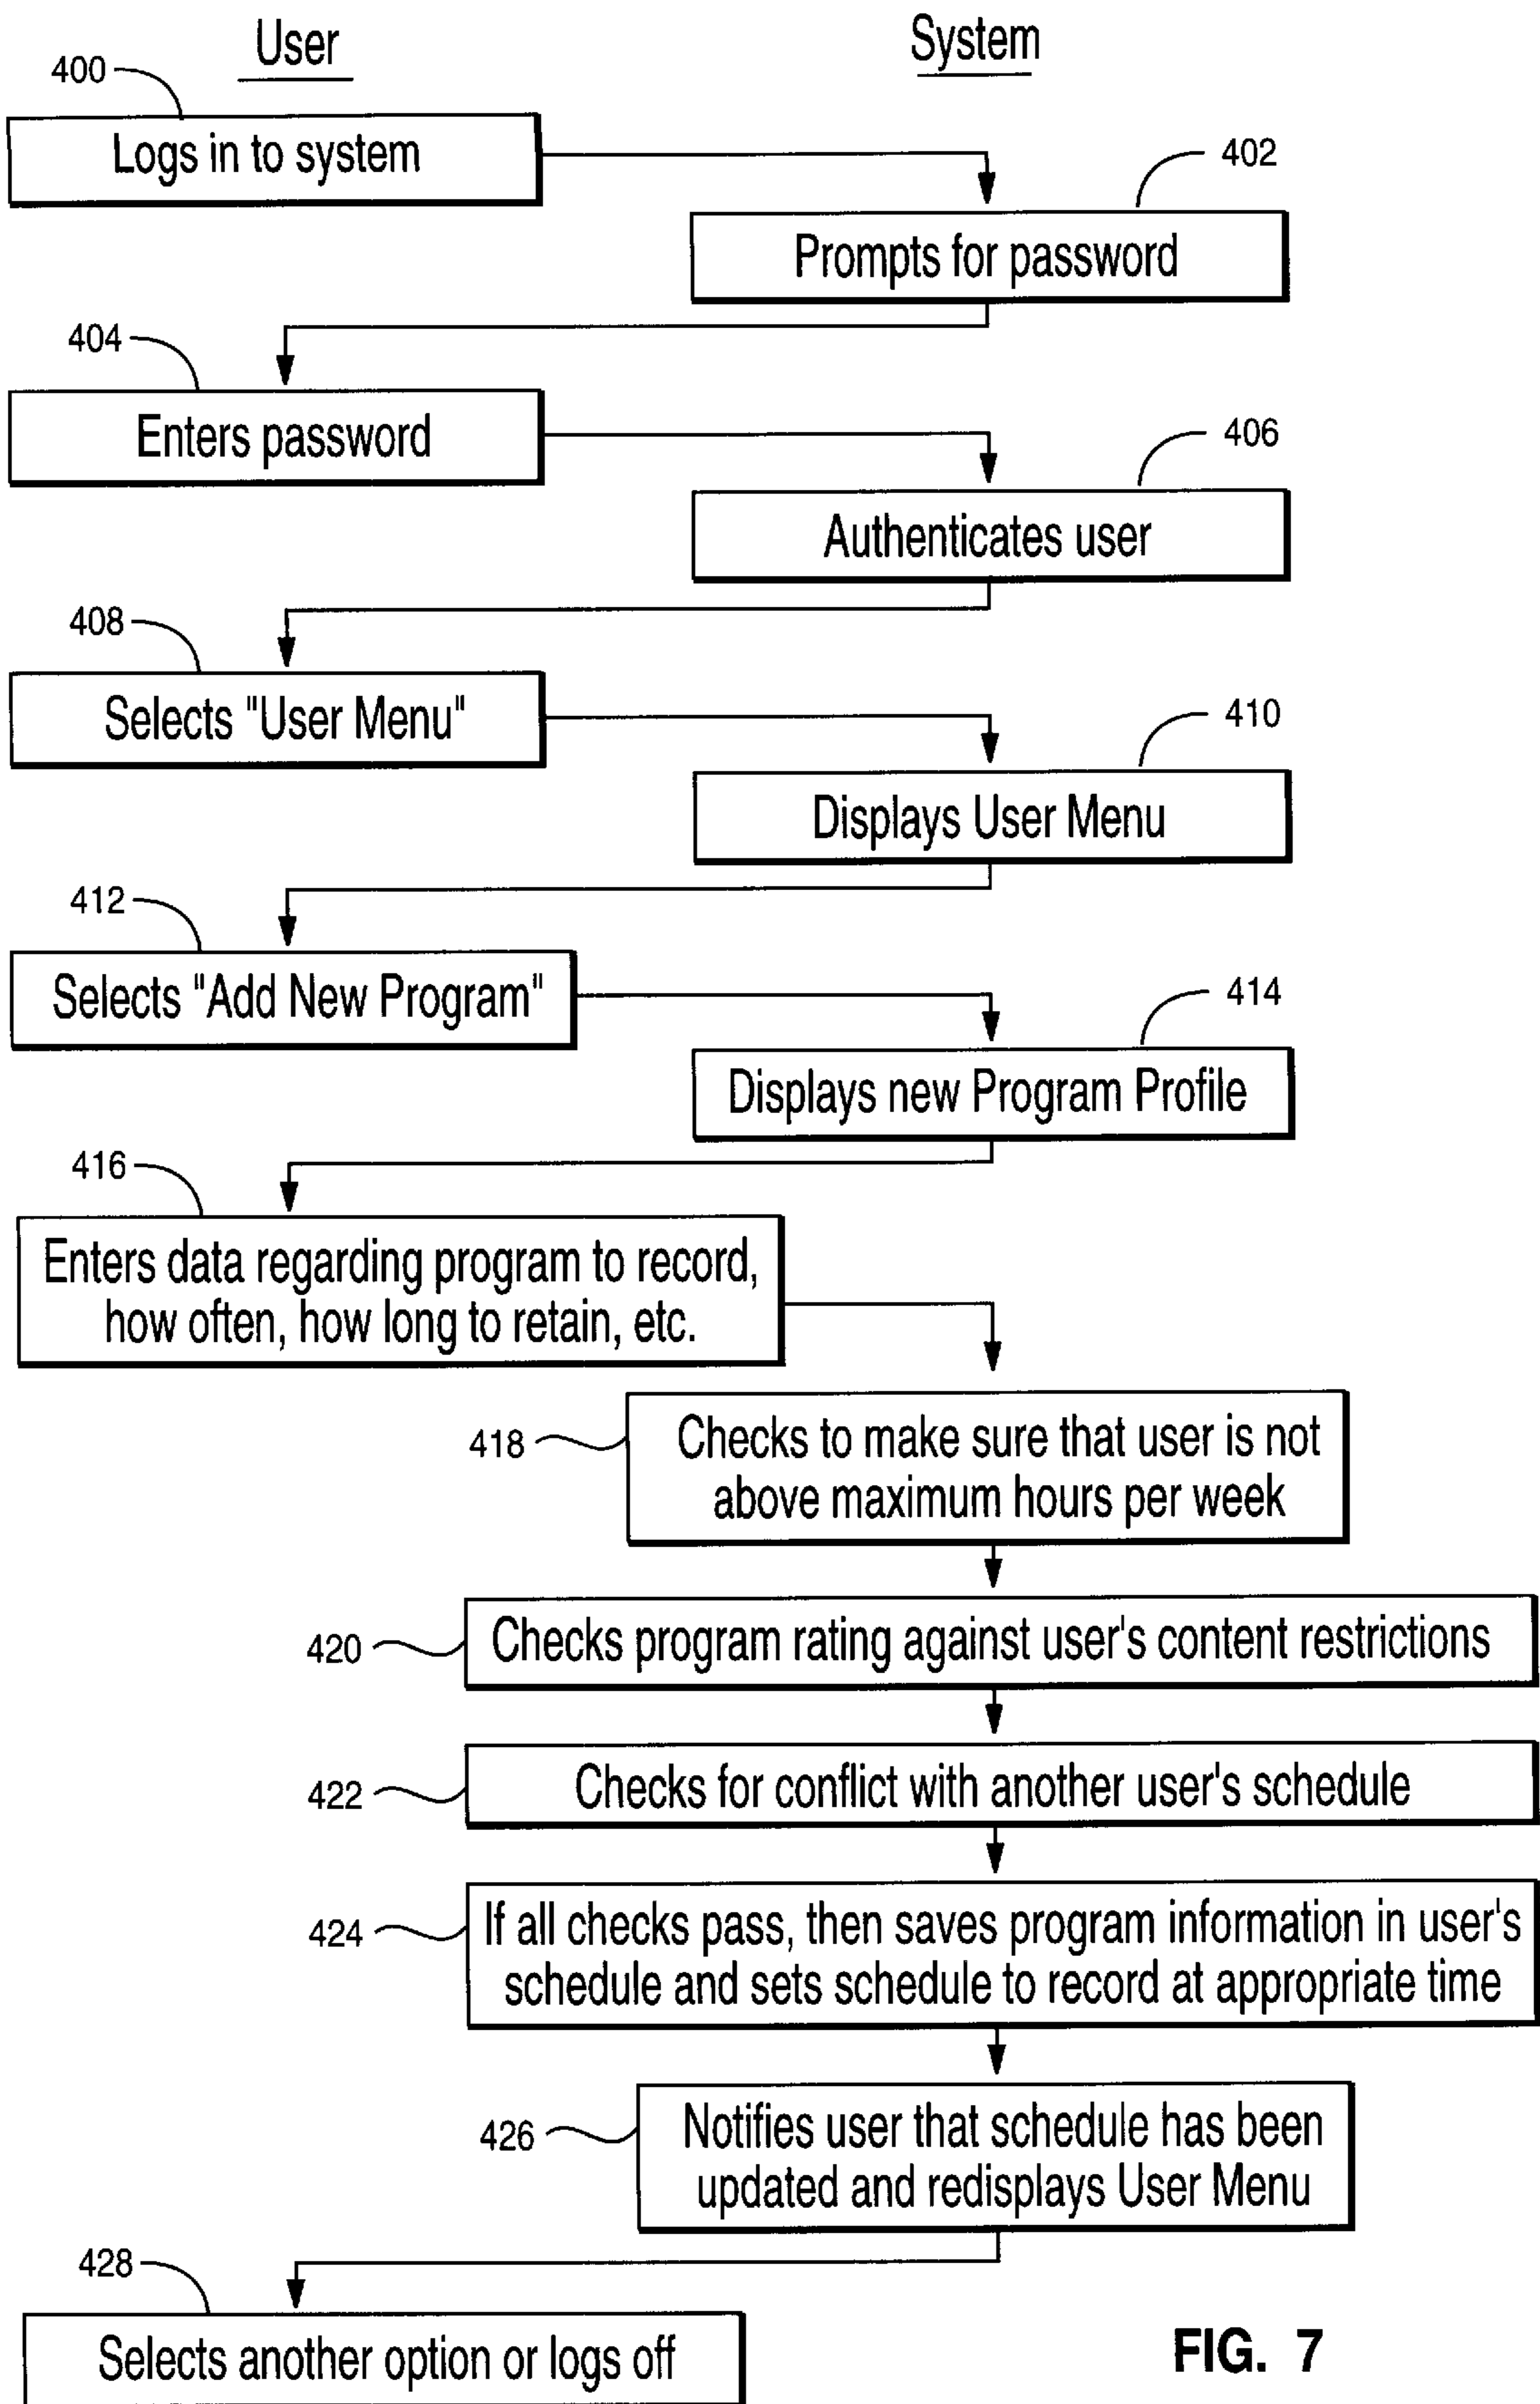 User
System
400
Logs in to system
402
Prompts for password
404
Enters password
406
Authenticates user
408
Selects "User Menu"
410
Displays User Menu
412
Selects "Add New Program"
414
Displays new Program Profile
416
Enters data regarding program to record,
how often, how long to retain, etc.
418
Checks to make sure that user is not
above maximum hours per week
420
Checks program rating against user's content restrictions
422
Checks for conflict with another user's schedule
424
If all checks pass, then saves program information in user's
schedule and sets schedule to record at appropriate time
426
Notifies user that schedule has been
updated and redisplays User Menu
428
Selects another option or logs off
FIG. 7